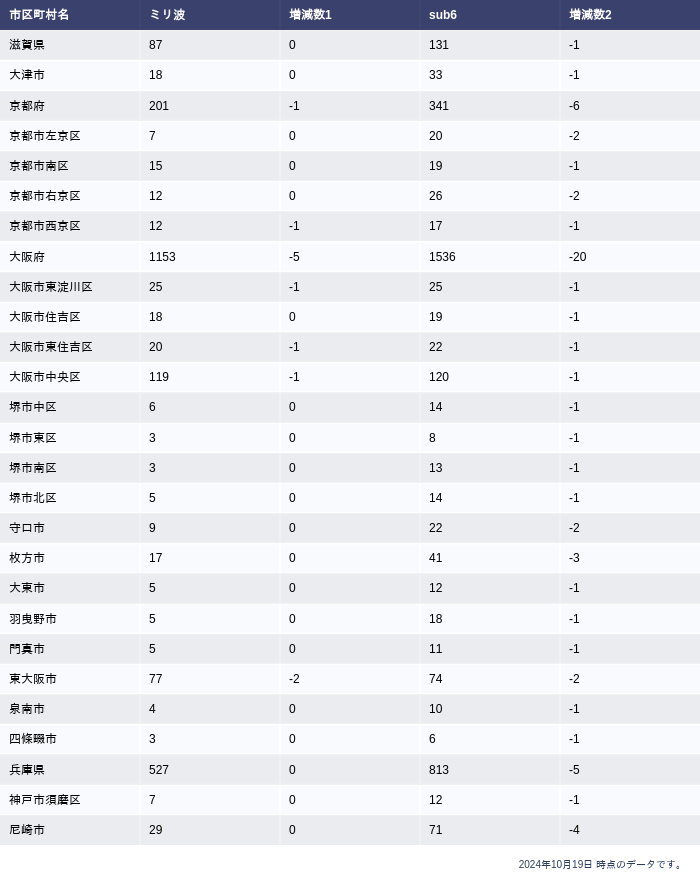 市区町村名 ミリ波 増減数1 sub6 増減数2
滋賀県 87 0 131 -1
大津市 18 0 33 -1
京都府 201 -1 341 -6
京都市左京区 7 0 20 -2
京都市南区 15 0 19 -1
京都市右京区 12 0 26 -2
京都市西京区 12 -1 17 -1
大阪府 1153 -5 1536 -20
大阪市東淀川区 25 -1 25 -1
大阪市住吉区 18 0 19 -1
大阪市東住吉区 20 -1 22 -1
大阪市中央区 119 -1 120 -1
堺市中区 6 0 14 -1
堺市東区 3 0 8 -1
堺市南区 3 0 13 -1
堺市北区 5 0 14 -1
守口市 9 0 22 -2
枚方市 17 0 41 -3
大東市 5 0 12 -1
羽曳野市 5 0 18 -1
門真市 5 0 11 -1
東大阪市 77 -2 74 -2
泉南市 4 0 10 -1
四條畷市 3 0 6 -1
兵庫県 527 0 813 -5
神戸市須磨区 7 0 12 -1
尼崎市 29 0 71 -4
2024年10月19日 時点のデータです。